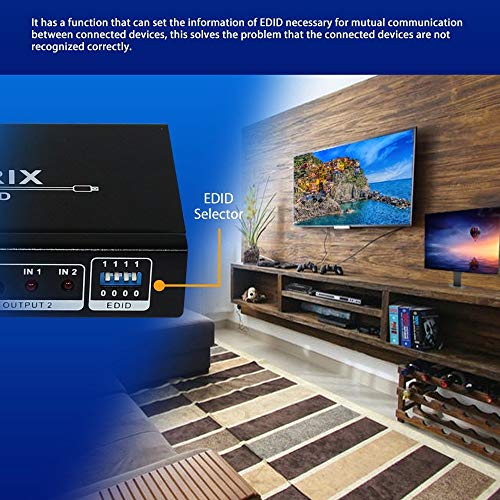 It has a function that can set the information of EDID necessary for mutual communication
between connected devices, this solves the problem that the connected devices are not
recognized correctly.
RIX
D
EDID
Selector
1 1 1 1
IN 1 IN 2
0 0 0 0
OUTPUT 2
EDID